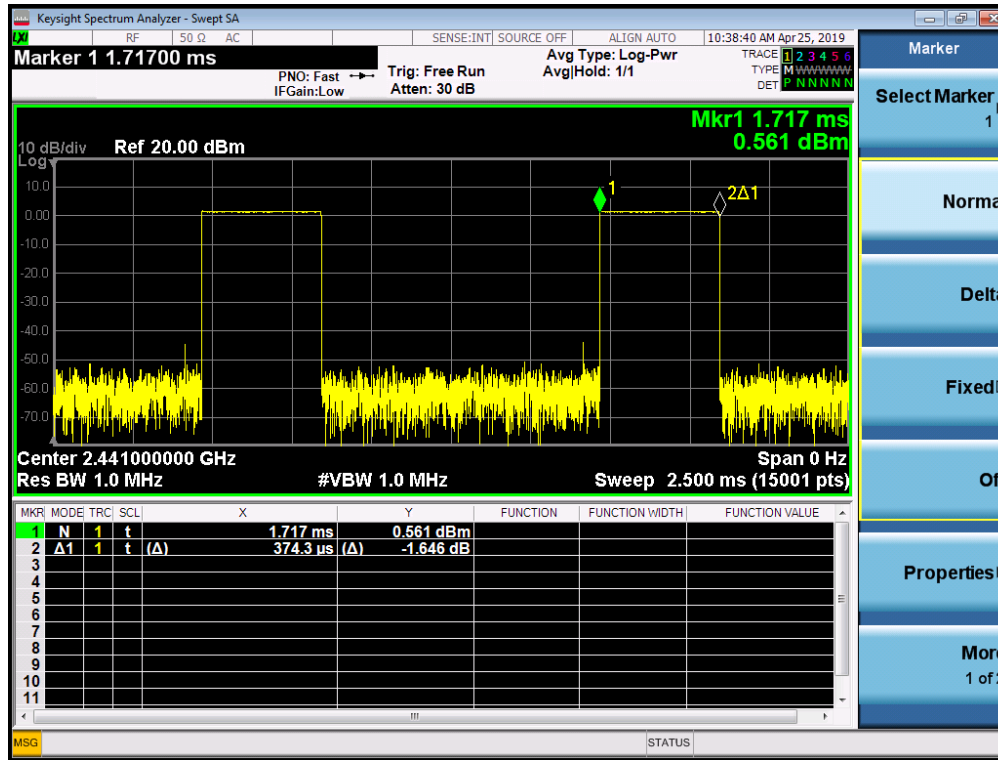 Keysight Spectrum Analyzer - Swept SA
LXI RF 50 Ω AC SENSE:INT SOURCE OFF ALIGN AUTO 10:38:40 AM Apr 25, 2019
Marker 1 1.71700 ms
PNO: Fast
IFGain:Low
Trig: Free Run
Atten: 30 dB
Avg Type: Log-Pwr
Avg|Hold: 1/1
TRACE 1 2 3 4 5 6
TYPE M WWWWW
DET P N N N N N
Mkr1 1.717 ms
0.561 dBm
10 dB/div Ref 20.00 dBm
Log
10.0
0.00
-10.0
-20.0
-30.0
-40.0
-50.0
-60.0
-70.0
1
2Δ1
Center 2.441000000 GHz Span 0 Hz
Res BW 1.0 MHz #VBW 1.0 MHz Sweep 2.500 ms (15001 pts)
MKR MODE TRC SCL X Y FUNCTION FUNCTION WIDTH FUNCTION VALUE
1 N 1 t 1.717 ms 0.561 dBm
2 Δ1 1 t (Δ) 374.3 µs (Δ) -1.646 dB
3
4
5
6
7
8
9
10
11
MSG STATUS
Marker
Select Marker
1
Norma
Delta
Fixed
Of
Properties
More
1 of 2